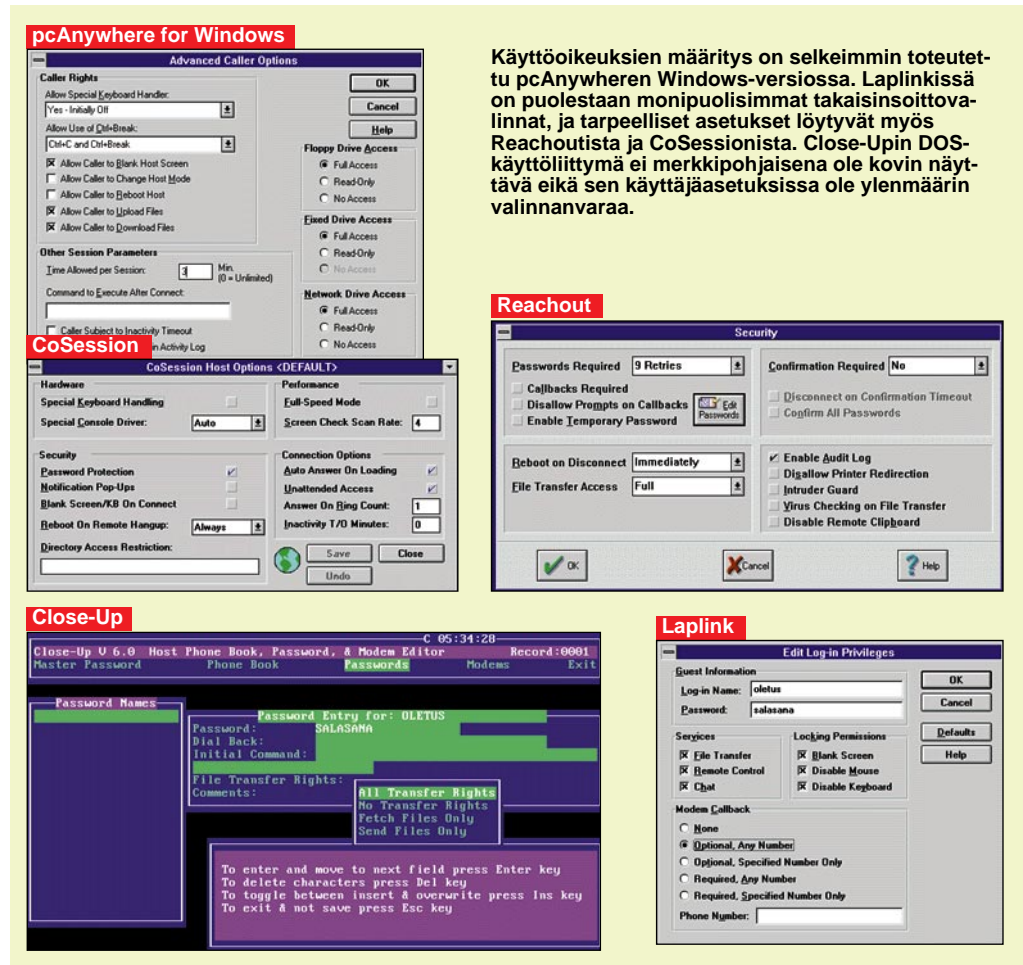 pcAnywhere for Windows
Advanced Caller Options
Caller Rights
Allow Special Keyboard Handler:
Yes - Initially Off
Allow Use of Ctrl+Break:
Ctrl+C and Ctrl+Break
Allow Caller to Blank Host Screen
Allow Caller to Change Host Mode
Allow Caller to Reboot Host
Allow Caller to Upload Files
Allow Caller to Download Files
Other Session Parameters
Time Allowed per Session: 3 Min. (0 = Unlimited)
Command to Execute After Connect:
Caller Subject to Inactivity Timeout
in Activity Log
OK
Cancel
Help
Floppy Drive Access
Full Access
Read-Only
No Access
Fixed Drive Access
Full Access
Read-Only
No Access
Network Drive Access
Full Access
Read-Only
No Access
Käyttöoikeuksien määritys on selkeimmin toteutet-
tu pcAnywheren Windows-versiossa. Laplinkissä
on puolestaan monipuolisimmat takaisinsoittova-
linnat, ja tarpeelliset asetukset löytyvät myös
Reachoutista ja CoSessionista. Close-Upin DOS-
käyttöliittymä ei merkkipohjaisena ole kovin näyt-
tävä eikä sen käyttäjäasetuksissa ole ylenmäärin
valinnanvaraa.
CoSession
CoSession Host Options <DEFAULT>
Hardware
Special Keyboard Handling
Special Console Driver: Auto
Performance
Full-Speed Mode
Screen Check Scan Rate: 4
Security
Password Protection
Notification Pop-Ups
Blank Screen/KB On Connect
Reboot On Remote Hangup: Always
Directory Access Restriction:
Connection Options
Auto Answer On Loading
Unattended Access
Answer On Ring Count: 1
Inactivity T/O Minutes: 0
Save
Close
Undo
Reachout
Security
Passwords Required 9 Retries
Callbacks Required
Disallow Prompts on Callbacks
Enable Temporary Password
Edit Passwords
Confirmation Required No
Disconnect on Confirmation Timeout
Confirm All Passwords
Reboot on Disconnect Immediately
File Transfer Access Full
Enable Audit Log
Disallow Printer Redirection
Intruder Guard
Virus Checking on File Transfer
Disable Remote Clipboard
OK
Cancel
Help
Close-Up
C 05:34:28
Close-Up V 6.0 Host Phone Book, Password, & Modem Editor Record:0001
Master Password Phone Book Passwords Modems Exit
Password Names
Password Entry for: OLETUS
Password: SALASANA
Dial Back:
Initial Command:
File Transfer Rights:
Comments:
All Transfer Rights
No Transfer Rights
Fetch Files Only
Send Files Only
To enter and move to next field press Enter key
To delete characters press Del key
To toggle between insert & overwrite press Ins key
To exit & not save press Esc key
Laplink
Edit Log-in Privileges
Guest Information
Log-in Name: oletus
Password: salasana
OK
Cancel
Defaults
Help
Services
File Transfer
Remote Control
Chat
Locking Permissions
Blank Screen
Disable Mouse
Disable Keyboard
Modem Callback
None
Optional, Any Number
Optional, Specified Number Only
Required, Any Number
Required, Specified Number Only
Phone Number: